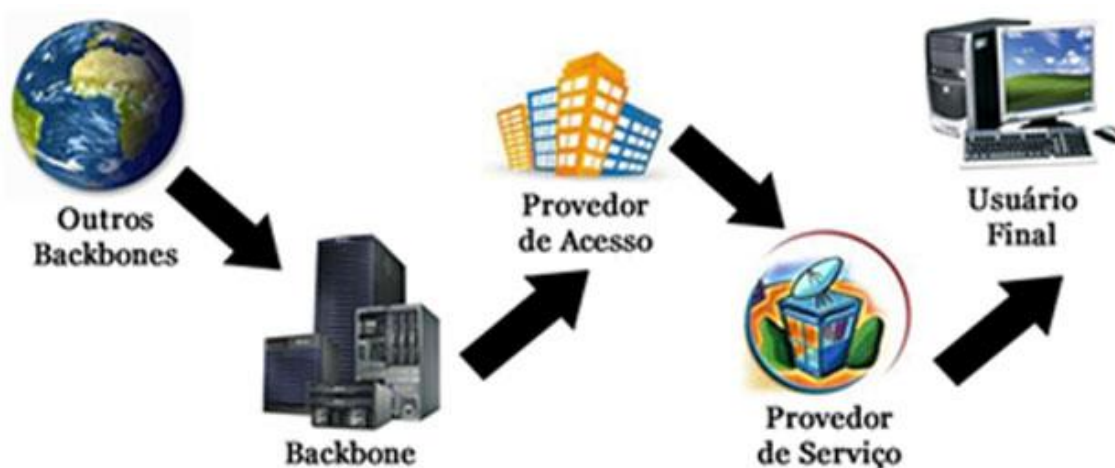 Outros
Backbones
Backbone
Provedor
de Acesso
Provedor
de Serviço
Usuário
Final